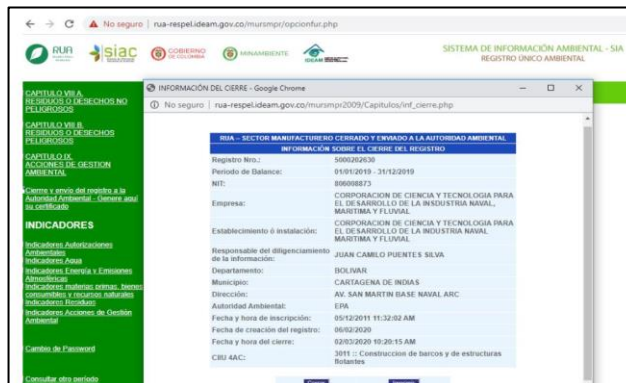 No seguro | rua-respel.ideam.gov.co/mursmpr/opcionfur.php
RUA
siac
GOBIERNO
DE COLOMBIA
MINAMBIENTE
IDEAM
SISTEMA DE INFORMACIÓN AMBIENTAL - SIA
REGISTRO ÚNICO AMBIENTAL
CAPITULO VIII A.
RESIDUOS O DESECHOS NO
PELIGROSOS
CAPITULO VIII B.
RESIDUOS O DESECHOS
PELIGROSOS
CAPITULO IX.
ACCIONES DE GESTION
AMBIENTAL
Cierre y envío del registro a la
Autoridad Ambiental - Genere aquí
su certificado
INDICADORES
Indicadores Autorizaciones
Ambientales
Indicadores Agua
Indicadores Energía y Emisiones
Atmosféricas
Indicadores materias primas, bienes
consumibles y recursos naturales
Indicadores Residuos
Indicadores Acciones de Gestión
Ambiental
Cambio de Password
Consultar otro período
INFORMACIÓN DEL CIERRE - Google Chrome
No seguro | rua-respel.ideam.gov.co/mursmpr2009/Capitulos/inf_cierre.php
RUA – SECTOR MANUFACTURERO CERRADO Y ENVIADO A LA AUTORIDAD AMBIENTAL
INFORMACIÓN SOBRE EL CIERRE DEL REGISTRO
Registro Nro.: 5000202630
Periodo de Balance: 01/01/2019 - 31/12/2019
NIT: 806008873
Empresa: CORPORACION DE CIENCIA Y TECNOLOGIA PARA
EL DESARROLLO DE LA INSDUSTRIA NAVAL,
MARITIMA Y FLUVIAL
Establecimiento ó instalación: CORPORACION DE CIENCIA Y TECNOLOGIA PARA
EL DESARROLLO DE LA INDUSTRIA NAVAL
MARITIMA Y FLUVIAL
Responsable del diligenciamiento
de la información: JUAN CAMILO PUENTES SILVA
Departamento: BOLIVAR
Municipio: CARTAGENA DE INDIAS
Dirección: AV. SAN MARTIN BASE NAVAL ARC
Autoridad Ambiental: EPA
Fecha y hora de inscripción: 05/12/2011 11:32:02 AM
Fecha de creación del registro: 06/02/2020
Fecha y hora del cierre: 02/03/2020 10:20:15 AM
CIIU 4AC: 3011 :: Construccion de barcos y de estructuras
flotantes